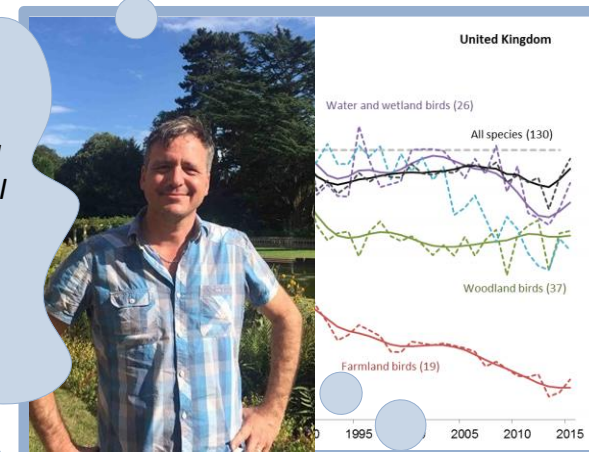 United Kingdom
Water and wetland birds (26)
All species (130)
Woodland birds (37)
Farmland birds (19)
1995
2005
2010
2015